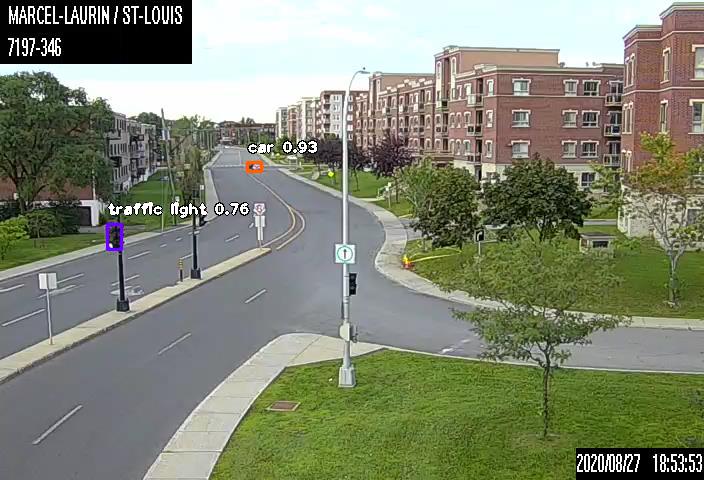 MARCEL-LAURIN / ST-LOUIS
7197-346
car 0.93
traffic light 0.76
2020/08/27 18:53:53